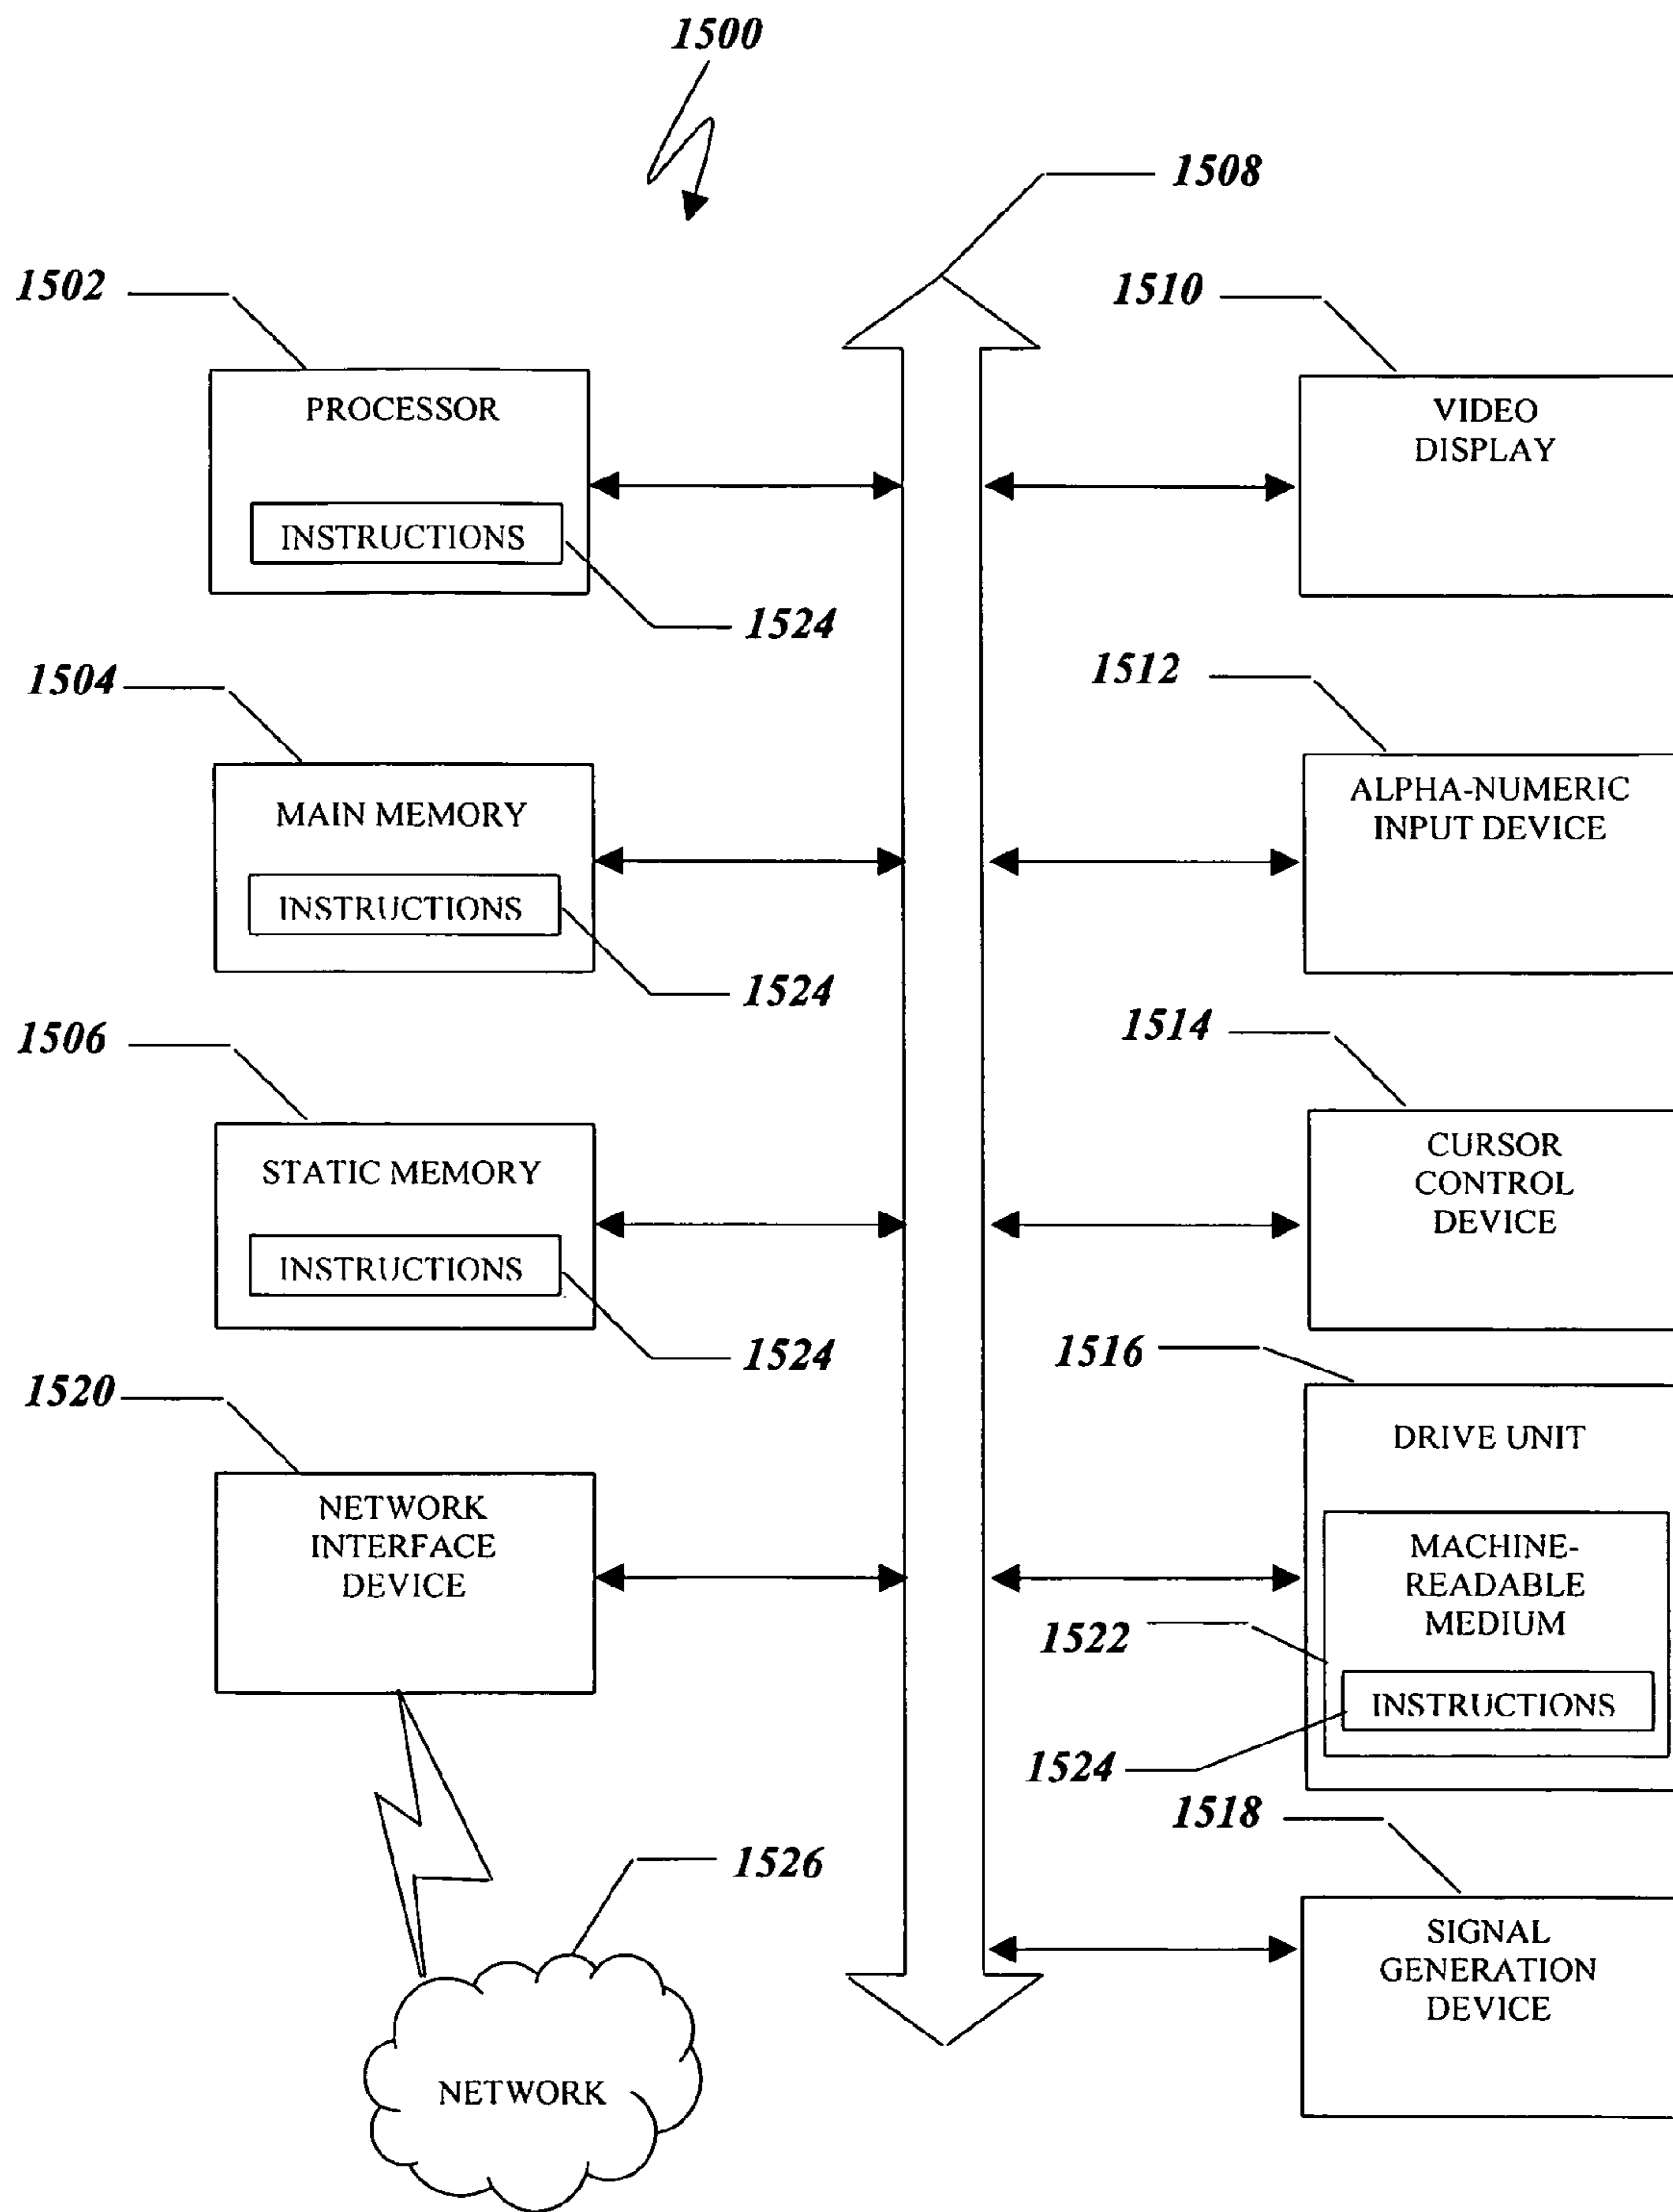 1500
1508
1502
1510
PROCESSOR
INSTRUCTIONS
1524
VIDEO
DISPLAY
1504
1512
MAIN MEMORY
INSTRUCTIONS
1524
ALPHA-NUMERIC
INPUT DEVICE
1506
1514
STATIC MEMORY
INSTRUCTIONS
1524
CURSOR
CONTROL
DEVICE
1520
1516
NETWORK
INTERFACE
DEVICE
DRIVE UNIT
MACHINE-
READABLE
MEDIUM
1522
INSTRUCTIONS
1524
1518
1526
SIGNAL
GENERATION
DEVICE
NETWORK